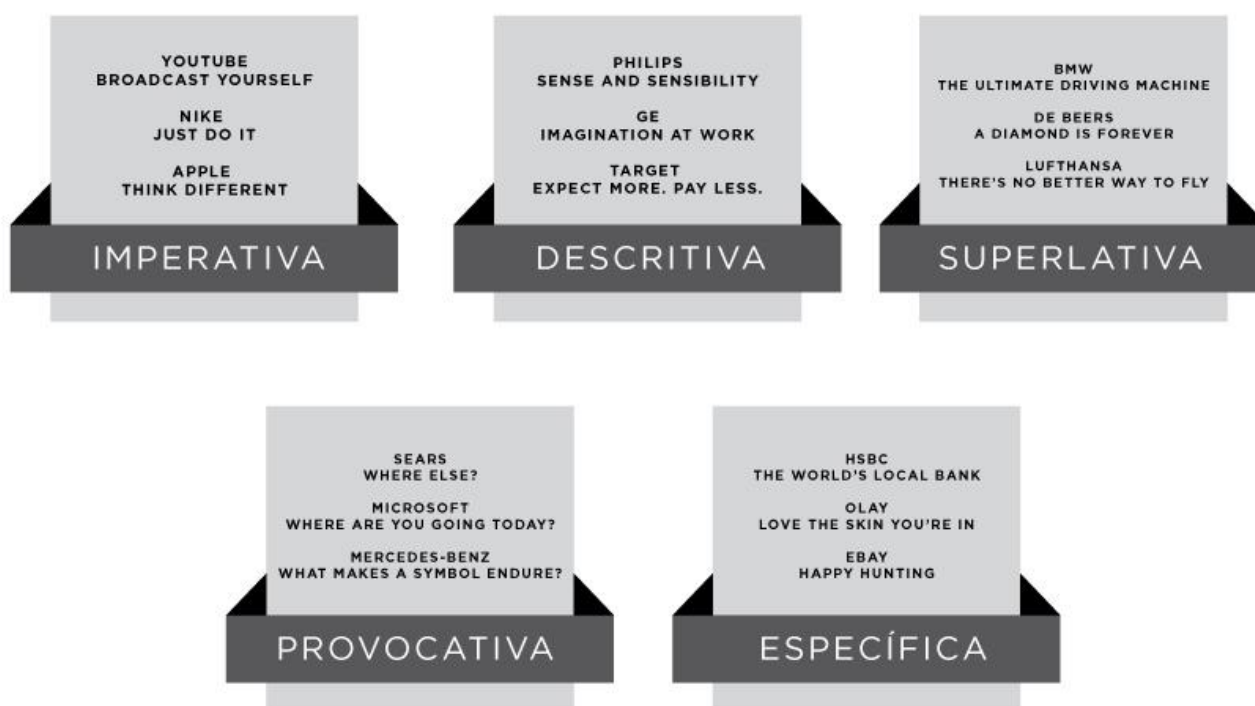 YOUTUBE
BROADCAST YOURSELF
NIKE
JUST DO IT
APPLE
THINK DIFFERENT
IMPERATIVA
PHILIPS
SENSE AND SENSIBILITY
GE
IMAGINATION AT WORK
TARGET
EXPECT MORE. PAY LESS.
DESCRITIVA
BMW
THE ULTIMATE DRIVING MACHINE
DE BEERS
A DIAMOND IS FOREVER
LUFTHANSA
THERE'S NO BETTER WAY TO FLY
SUPERLATIVA
SEARS
WHERE ELSE?
MICROSOFT
WHERE ARE YOU GOING TODAY?
MERCEDES-BENZ
WHAT MAKES A SYMBOL ENDURE?
PROVOCATIVA
HSBC
THE WORLD'S LOCAL BANK
OLAY
LOVE THE SKIN YOU'RE IN
EBAY
HAPPY HUNTING
ESPECÍFICA